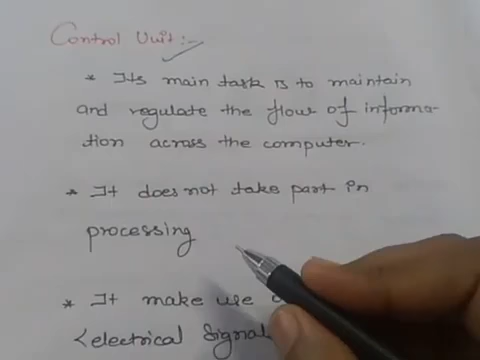 Control Unit:-
* Its main task is to maintain
and regulate the flow of informa-
tion across the computer.
* It does not take part in
processing
* It make use
<electrical Signal